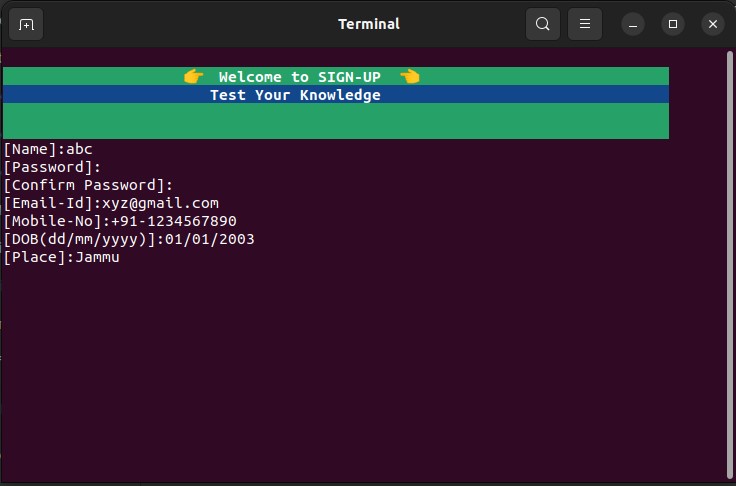 Terminal
👉 Welcome to SIGN-UP 👈
Test Your Knowledge
[Name]:abc
[Password]:
[Confirm Password]:
[Email-Id]:xyz@gmail.com
[Mobile-No]:+91-1234567890
[DOB(dd/mm/yyyy)]:01/01/2003
[Place]:Jammu